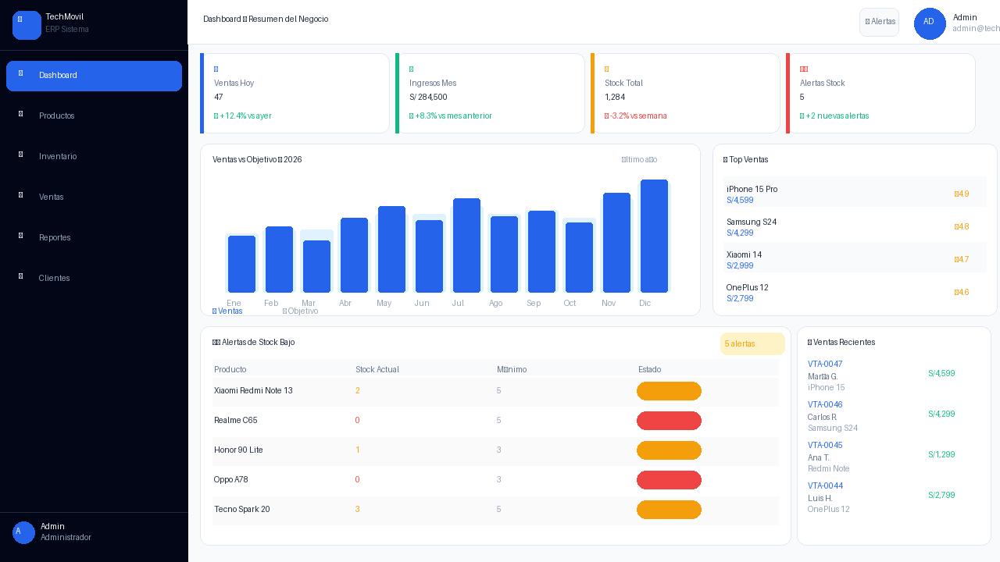 TechMovil
ERP Sistema
Dashboard
Productos
Inventario
Ventas
Reportes
Clientes
A
Admin
Administrador
Dashboard Resumen del Negocio
Alertas
AD
Admin
admin@tech
Ventas Hoy
47
+12.4% vs ayer
Ingresos Mes
S/ 284,500
+8.3% vs mes anterior
Stock Total
1,284
-3.2% vs semana
Alertas Stock
5
+2 nuevas alertas
Ventas vs Objetivo 2026
▯ltimo a▯o
Ene Feb Mar Abr May Jun Jul Ago Sep Oct Nov Dic
Ventas Objetivo
Top Ventas
iPhone 15 Pro
S/4,599
4.9
Samsung S24
S/4,299
4.8
Xiaomi 14
S/2,999
4.7
OnePlus 12
S/2,799
4.6
Alertas de Stock Bajo
5 alertas
Producto Stock Actual M▯nimo Estado
Xiaomi Redmi Note 13 2 5
Realme C65 0 5
Honor 90 Lite 1 3
Oppo A78 0 3
Tecno Spark 20 3 5
Ventas Recientes
VTA-0047
Mar▯a G.
iPhone 15
S/4,599
VTA-0046
Carlos R.
Samsung S24
S/4,299
VTA-0045
Ana T.
Redmi Note
S/1,299
VTA-0044
Luis H.
OnePlus 12
S/2,799